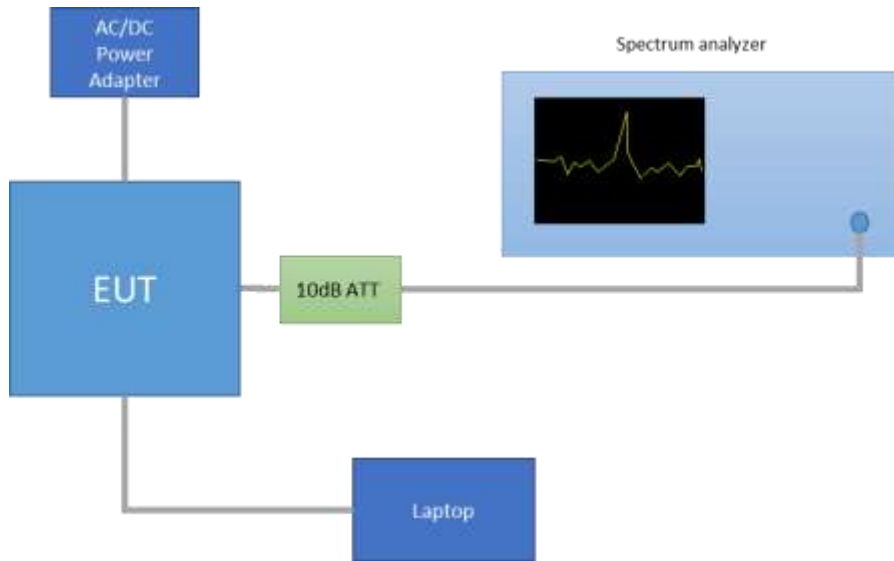 AC/DC
Power
Adapter
Spectrum analyzer
EUT
10dB ATT
Laptop